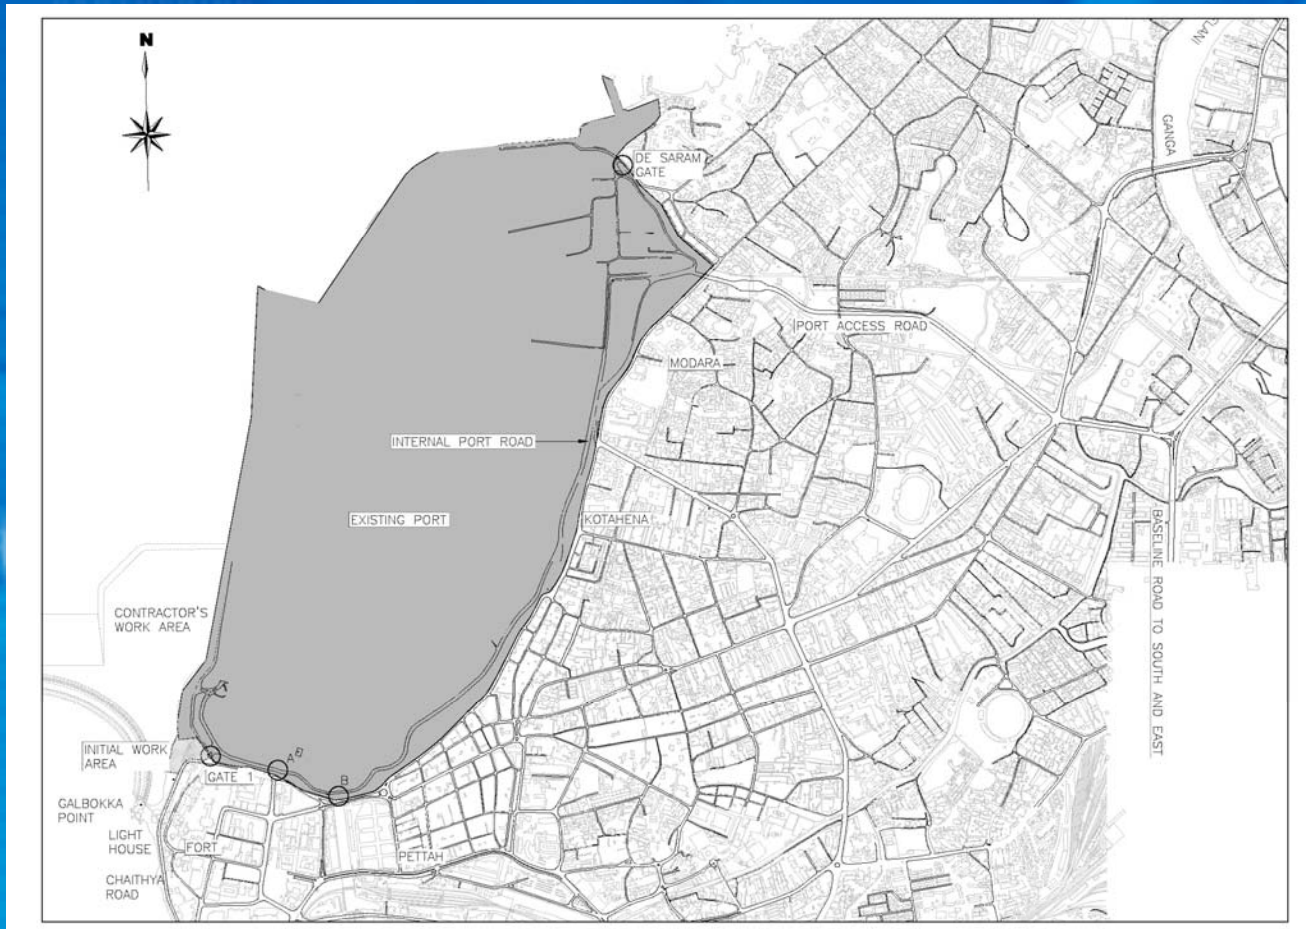 N
ELANI
GANGA
DE SARAM
GATE
PORT ACCESS ROAD
MODARA
INTERNAL PORT ROAD
EXISTING PORT
KOTAHENA
BASELINE ROAD TO SOUTH AND EAST
CONTRACTOR'S
WORK AREA
INITIAL WORK
AREA
GATE 1
A
B
GALBOKKA
POINT
LIGHT
HOUSE
FORT
PETTAH
CHAITHYA
ROAD